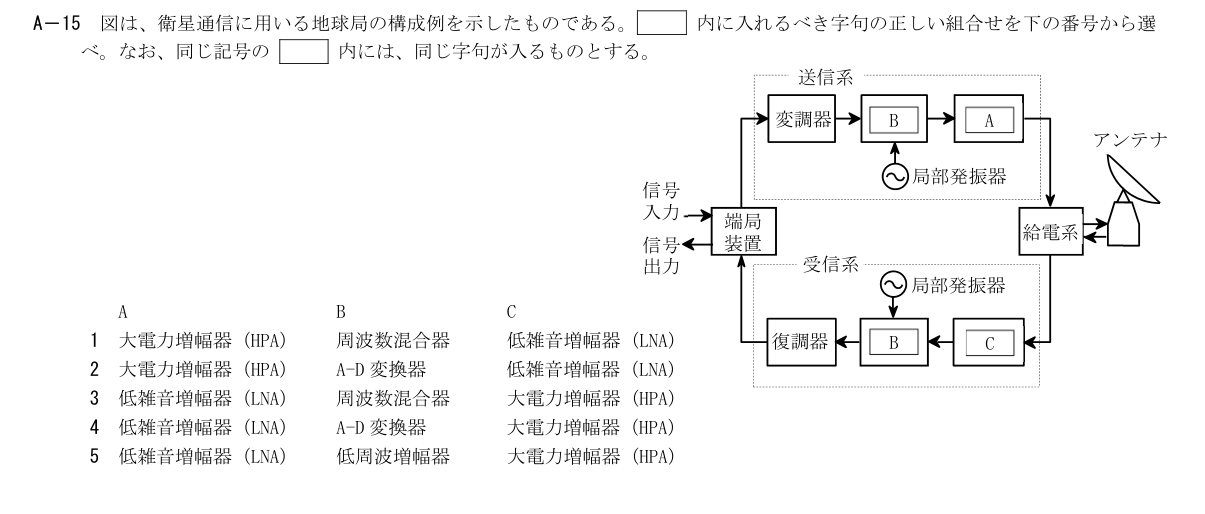 A－15 図は、衛星通信に用いる地球局の構成例を示したものである。 内に入れるべき字句の正しい組合せを下の番号から選
べ。なお、同じ記号の 内には、同じ字句が入るものとする。
送信系
変調器 B A
アンテナ
局部発振器
信号
入力
端局
装置
給電系
信号
出力
受信系
局部発振器
復調器 B C
A B C
1 大電力増幅器（HPA） 周波数混合器 低雑音増幅器（LNA）
2 大電力増幅器（HPA） A-D 変換器 低雑音増幅器（LNA）
3 低雑音増幅器（LNA） 周波数混合器 大電力増幅器（HPA）
4 低雑音増幅器（LNA） A-D 変換器 大電力増幅器（HPA）
5 低雑音増幅器（LNA） 低周波増幅器 大電力増幅器（HPA）